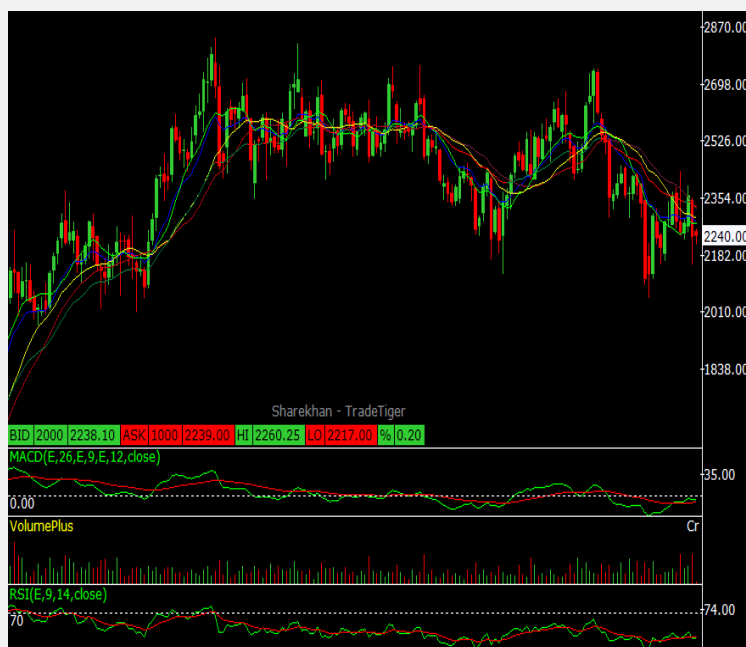 2870.00
2698.00
2526.00
2354.00
2240.00
2182.00
2010.00
1838.00
Sharekhan - TradeTiger
BID 2000 2238.10 ASK 1000 2239.00 HI 2260.25 LO 2217.00 % 0.20
MACD(E,26,E,9,E,12,close)
35.00
0.00
VolumePlus Cr
RSI(E,9,14,close)
74.00
70